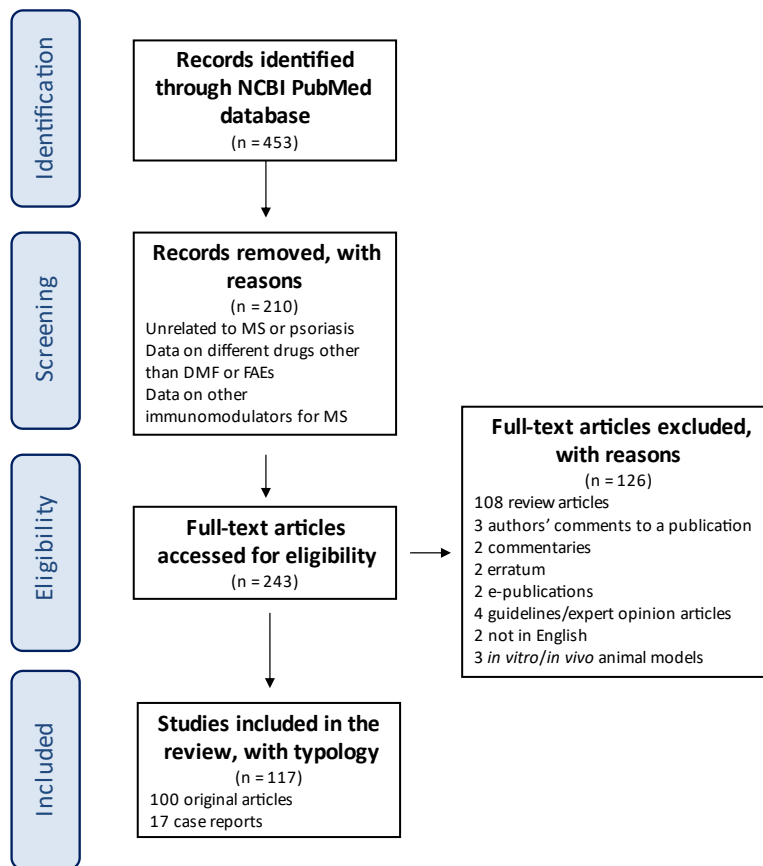 Identification
Records identified
through NCBI PubMed
database
(n = 453)
Screening
Records removed, with
reasons
(n = 210)
Unrelated to MS or psoriasis
Data on different drugs other
than DMF or FAEs
Data on other
immunomodulators for MS
Eligibility
Full-text articles
accessed for eligibility
(n = 243)
Full-text articles excluded,
with reasons
(n = 126)
108 review articles
3 authors’ comments to a publication
2 commentaries
2 erratum
2 e-publications
4 guidelines/expert opinion articles
2 not in English
3 in vitro/in vivo animal models
Included
Studies included in the
review, with typology
(n = 117)
100 original articles
17 case reports